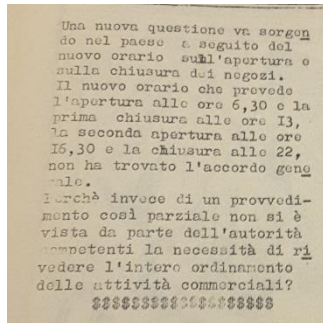 Una nuova questione va sorgen
do nel paese a seguito del
nuovo orario sull'apertura e
sulla chiusura dei negozi.
Il nuovo orario che prevede
l'apertura alle ore 6,30 e la
prima chiusura alle ore I3,
la seconda apertura alle ore
I6,30 e la chiusura alle 22,
non ha trovato l'accordo gene
rale.
Perchè invece di un provvedi-
mento così parziale non si è
vista da parte dell'autorità
competenti la necessità di ri
vedere l'intero ordinamento
delle attività commerciali?
$$$$$$$$$$$$$$$$$$$$